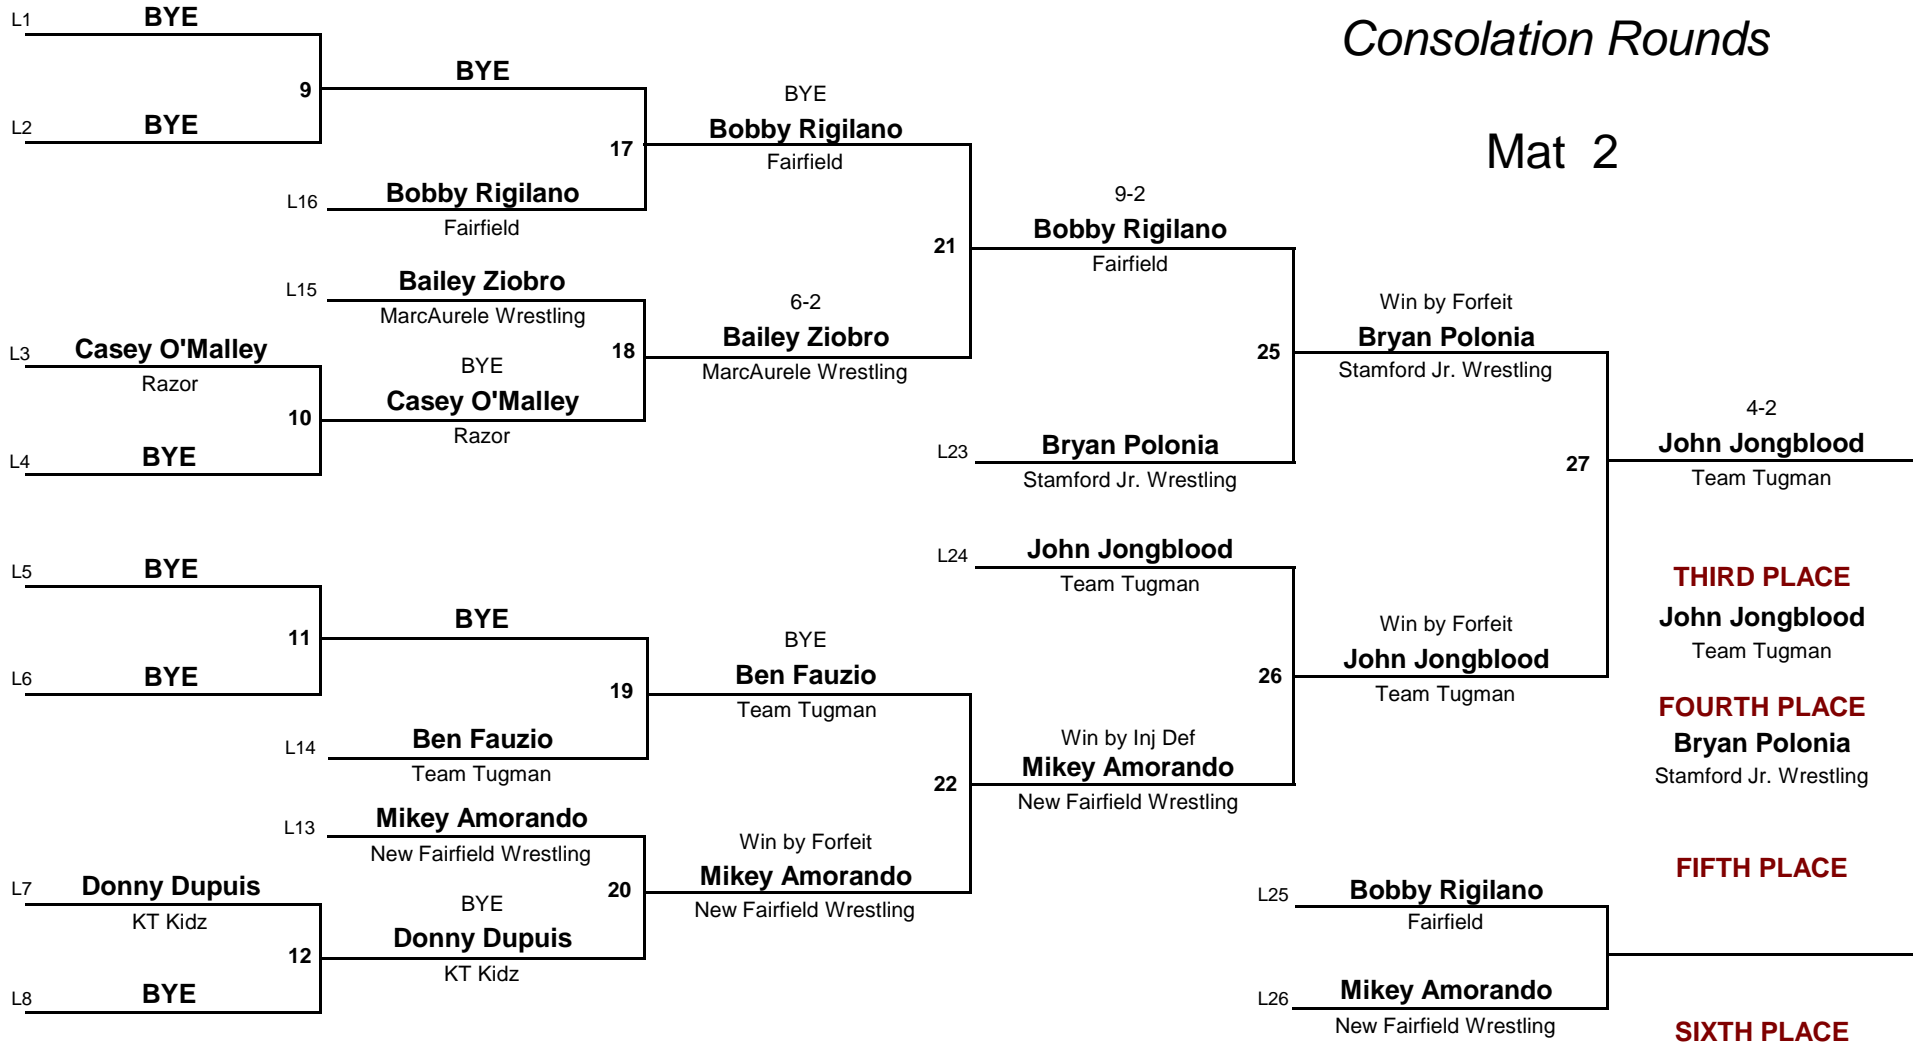 Consolation Rounds
Mat 2
L1 BYE
9
L2 BYE
BYE
17
L16 Bobby Rigilano
Fairfield
L15 Bailey Ziobro
MarcAurele Wrestling
L3 Casey O'Malley
Razor
10
L4 BYE
BYE
Casey O'Malley
Razor
18
BYE
Bobby Rigilano
Fairfield
21
6-2
Bailey Ziobro
MarcAurele Wrestling
9-2
Bobby Rigilano
Fairfield
25
L23 Bryan Polonia
Stamford Jr. Wrestling
Win by Forfeit
Bryan Polonia
Stamford Jr. Wrestling
27
4-2
John Jongblood
Team Tugman
L5 BYE
11
L6 BYE
BYE
19
L14 Ben Fauzio
Team Tugman
L13 Mikey Amorando
New Fairfield Wrestling
L7 Donny Dupuis
KT Kidz
12
L8 BYE
BYE
Donny Dupuis
KT Kidz
20
BYE
Ben Fauzio
Team Tugman
22
Win by Forfeit
Mikey Amorando
New Fairfield Wrestling
L24 John Jongblood
Team Tugman
26
Win by Inj Def
Mikey Amorando
New Fairfield Wrestling
Win by Forfeit
John Jongblood
Team Tugman
THIRD PLACE
John Jongblood
Team Tugman
FOURTH PLACE
Bryan Polonia
Stamford Jr. Wrestling
L25 Bobby Rigilano
Fairfield
L26 Mikey Amorando
New Fairfield Wrestling
FIFTH PLACE
SIXTH PLACE